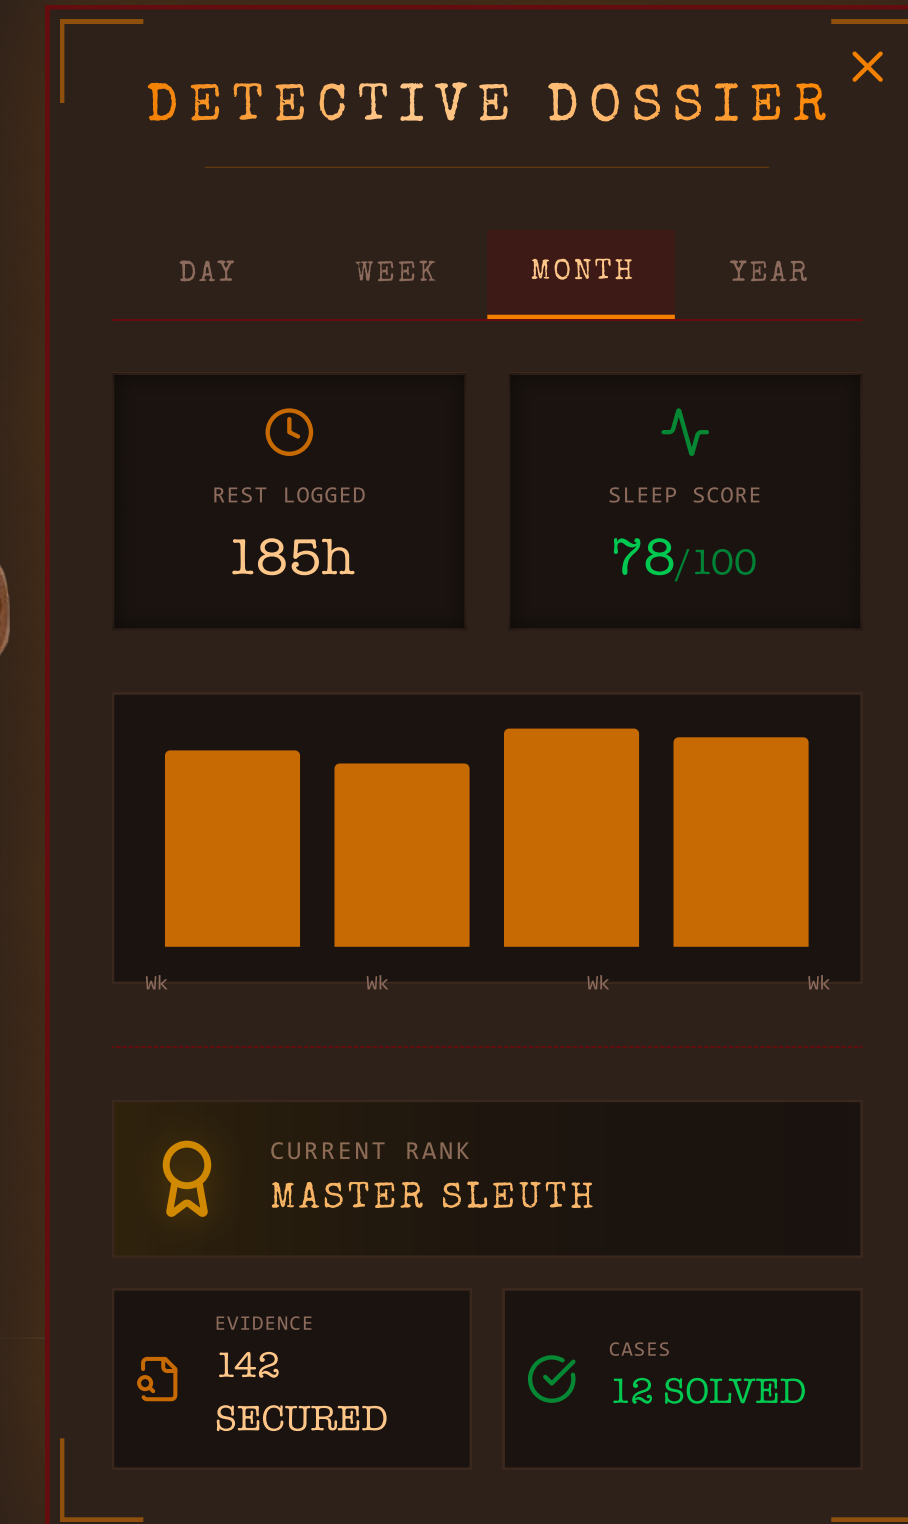 DETECTIVE DOSSIER
DAY WEEK MONTH YEAR
REST LOGGED
185h
SLEEP SCORE
78/100
Wk Wk Wk Wk
CURRENT RANK
MASTER SLEUTH
EVIDENCE
142
SECURED
CASES
12 SOLVED